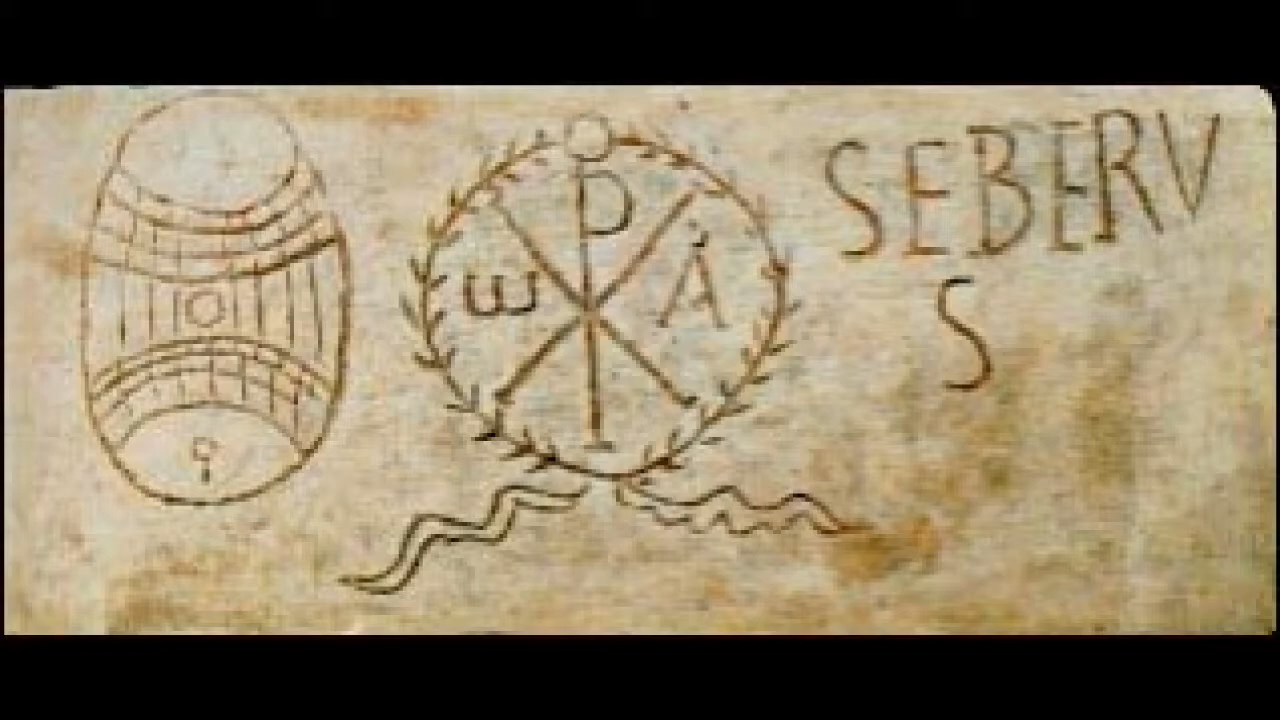 ω ☧ A
SEBERV
S